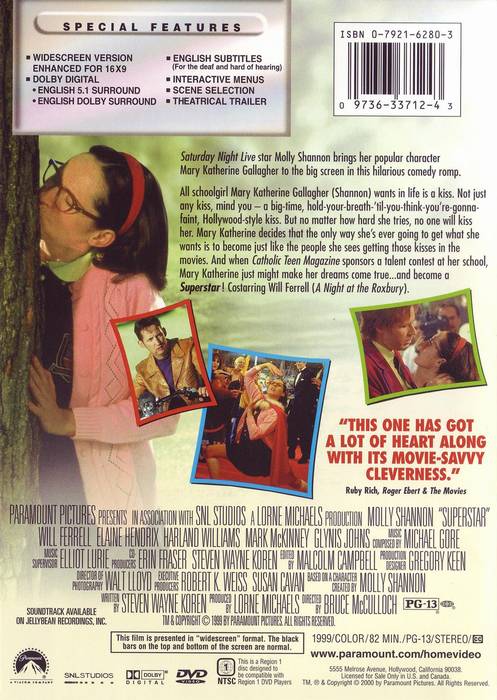 SPECIAL FEATURES
WIDESCREEN VERSION
ENHANCED FOR 16X9
DOLBY DIGITAL
• ENGLISH 5.1 SURROUND
• ENGLISH DOLBY SURROUND
ENGLISH SUBTITLES
(For the deaf and hard of hearing)
INTERACTIVE MENUS
SCENE SELECTION
THEATRICAL TRAILER
ISBN 0-7921-6280-3
0 9736-33712-4 3
Saturday Night Live star Molly Shannon brings her popular character
Mary Katherine Gallagher to the big screen in this hilarious comedy romp.
All schoolgirl Mary Katherine Gallagher (Shannon) wants in life is a kiss. Not just
any kiss, mind you – a big-time, hold-your-breath-'til-you-think-you're-gonna-
faint, Hollywood-style kiss. But no matter how hard she tries, no one will kiss
her. Mary Katherine decides that the only way she's ever going to get what she
wants is to become just like the people she sees getting those kisses in the
movies. And when Catholic Teen Magazine sponsors a talent contest at her school,
Mary Katherine just might make her dreams come true...and become a
Superstar! Costarring Will Ferrell (A Night at the Roxbury).
"THIS ONE HAS GOT
A LOT OF HEART ALONG
WITH ITS MOVIE-SAVVY
CLEVERNESS."
Ruby Rich, Roger Ebert & The Movies
PARAMOUNT PICTURES PRESENTS IN ASSOCIATION WITH SNL STUDIOS A LORNE MICHAELS PRODUCTION MOLLY SHANNON "SUPERSTAR"
WILL FERRELL ELAINE HENDRIX HARLAND WILLIAMS MARK McKINNEY GLYNIS JOHNS MUSIC COMPOSED BY MICHAEL GORE
MUSIC SUPERVISOR ELLIOT LURIE CO-PRODUCERS ERIN FRASER STEVEN WAYNE KOREN EDITED BY MALCOLM CAMPBELL PRODUCTION DESIGNER GREGORY KEEN
DIRECTOR OF PHOTOGRAPHY WALT LLOYD EXECUTIVE PRODUCERS ROBERT K. WEISS SUSAN CAVAN BASED ON A CHARACTER CREATED BY MOLLY SHANNON
WRITTEN BY STEVEN WAYNE KOREN PRODUCED BY LORNE MICHAELS DIRECTED BY BRUCE McCULLOCH PG-13
TM & COPYRIGHT © 1999 BY PARAMOUNT PICTURES. ALL RIGHTS RESERVED.
SOUNDTRACK AVAILABLE
ON JELLYBEAN RECORDINGS, INC.
This film is presented in "widescreen" format. The black
bars on the top and bottom of the screen are normal.
1999/COLOR/82 MIN./PG-13/STEREO/
www.paramount.com/homevideo
Paramount
SNL STUDIOS
DOLBY DIGITAL
DVD VIDEO
1
NTSC
This is a Region 1 disc
designed to be
compatible with
Region 1 DVD Players
5555 Melrose Avenue, Hollywood, California 90038.
Licensed for Sale Only in U.S. and Canada.
TM, ® & Copyright © 2000 by Paramount Pictures. All Rights Reserved.